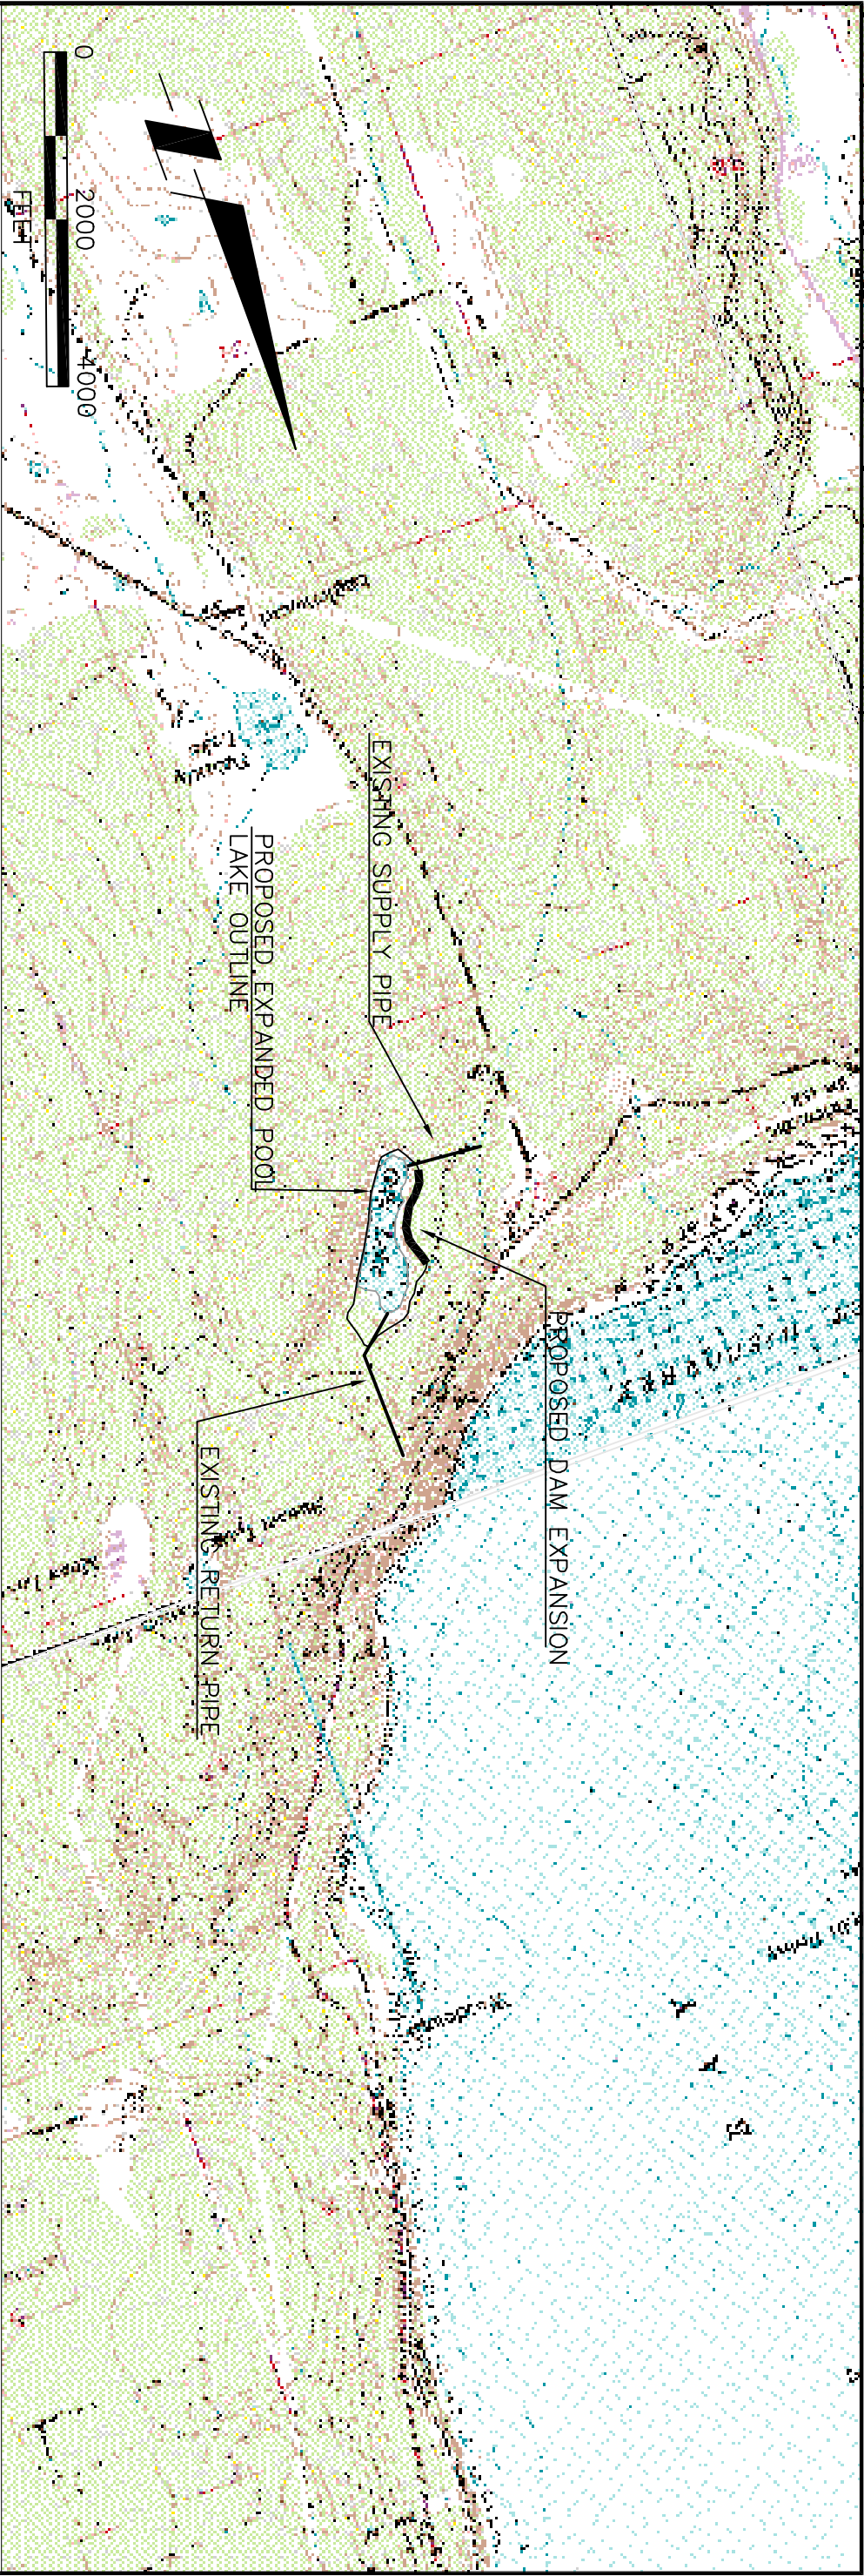 0
2000
4000
FEET
EXISTING SUPPLY PIPE
PROPOSED EXPANDED POOL
LAKE OUTLINE
PROPOSED DAM EXPANSION
EXISTING RETURN PIPE